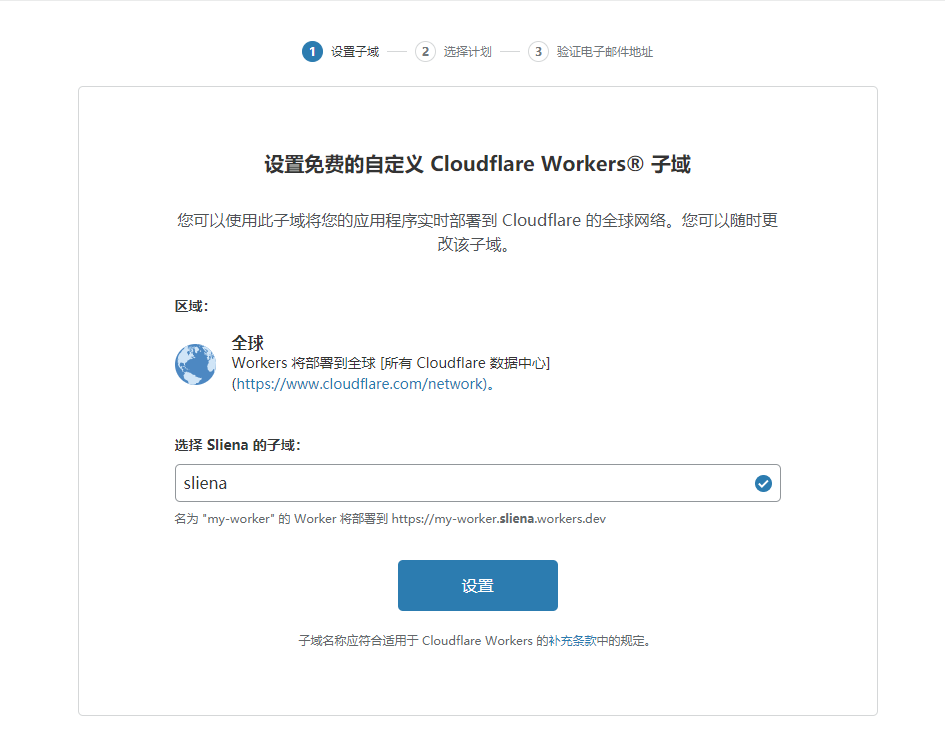 1 设置子域 2 选择计划 3 验证电子邮件地址
设置免费的自定义 Cloudflare Workers® 子域
您可以使用此子域将您的应用程序实时部署到 Cloudflare 的全球网络。您可以随时更
改该子域。
区域：
全球
Workers 将部署到全球 [所有 Cloudflare 数据中心]
(https://www.cloudflare.com/network)。
选择 Sliena 的子域：
sliena
名为 "my-worker" 的 Worker 将部署到 https://my-worker.sliena.workers.dev
设置
子域名称应符合适用于 Cloudflare Workers 的补充条款中的规定。